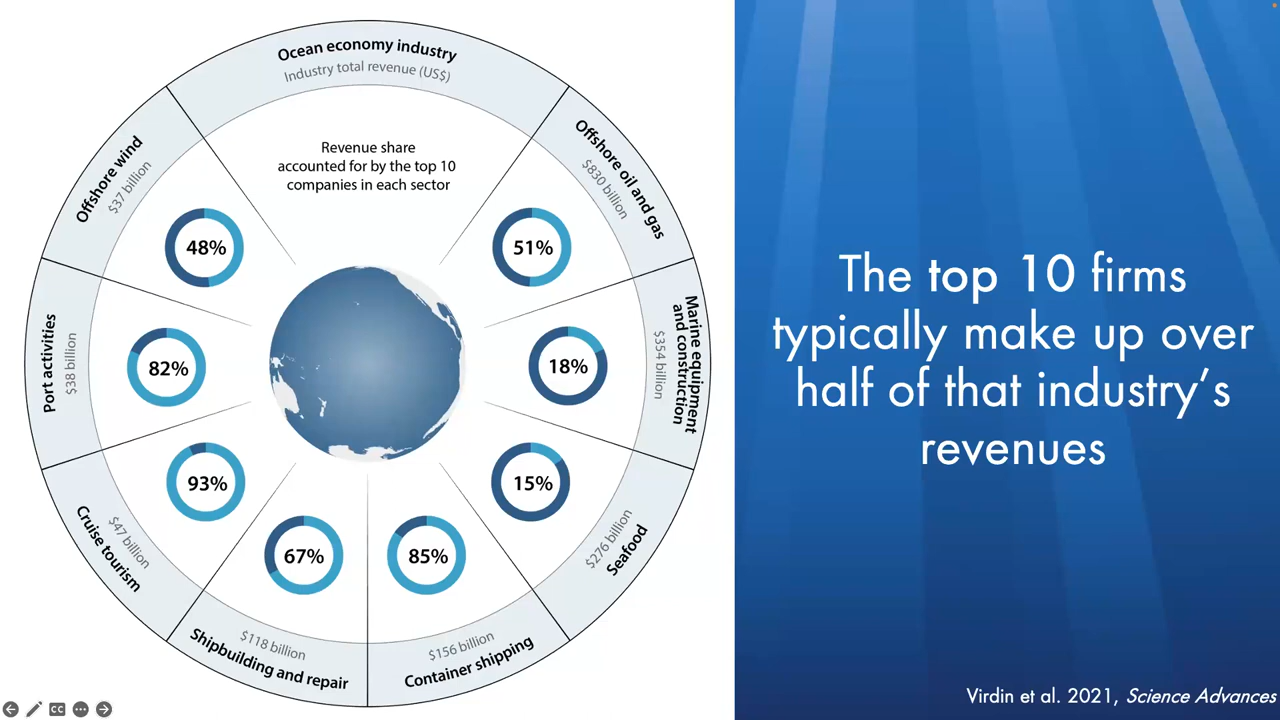 Ocean economy industry
Industry total revenue (US$)
Revenue share
accounted for by the top 10
companies in each sector
Offshore oil and gas
$830 billion
51%
Marine equipment
and construction
$354 billion
18%
Seafood
$276 billion
15%
Container shipping
$156 billion
85%
Shipbuilding and repair
$118 billion
67%
Cruise tourism
$47 billion
93%
Port activities
$38 billion
82%
Offshore wind
$37 billion
48%
The top 10 firms
typically make up over
half of that industry’s
revenues
Virdin et al. 2021, Science Advances
CC